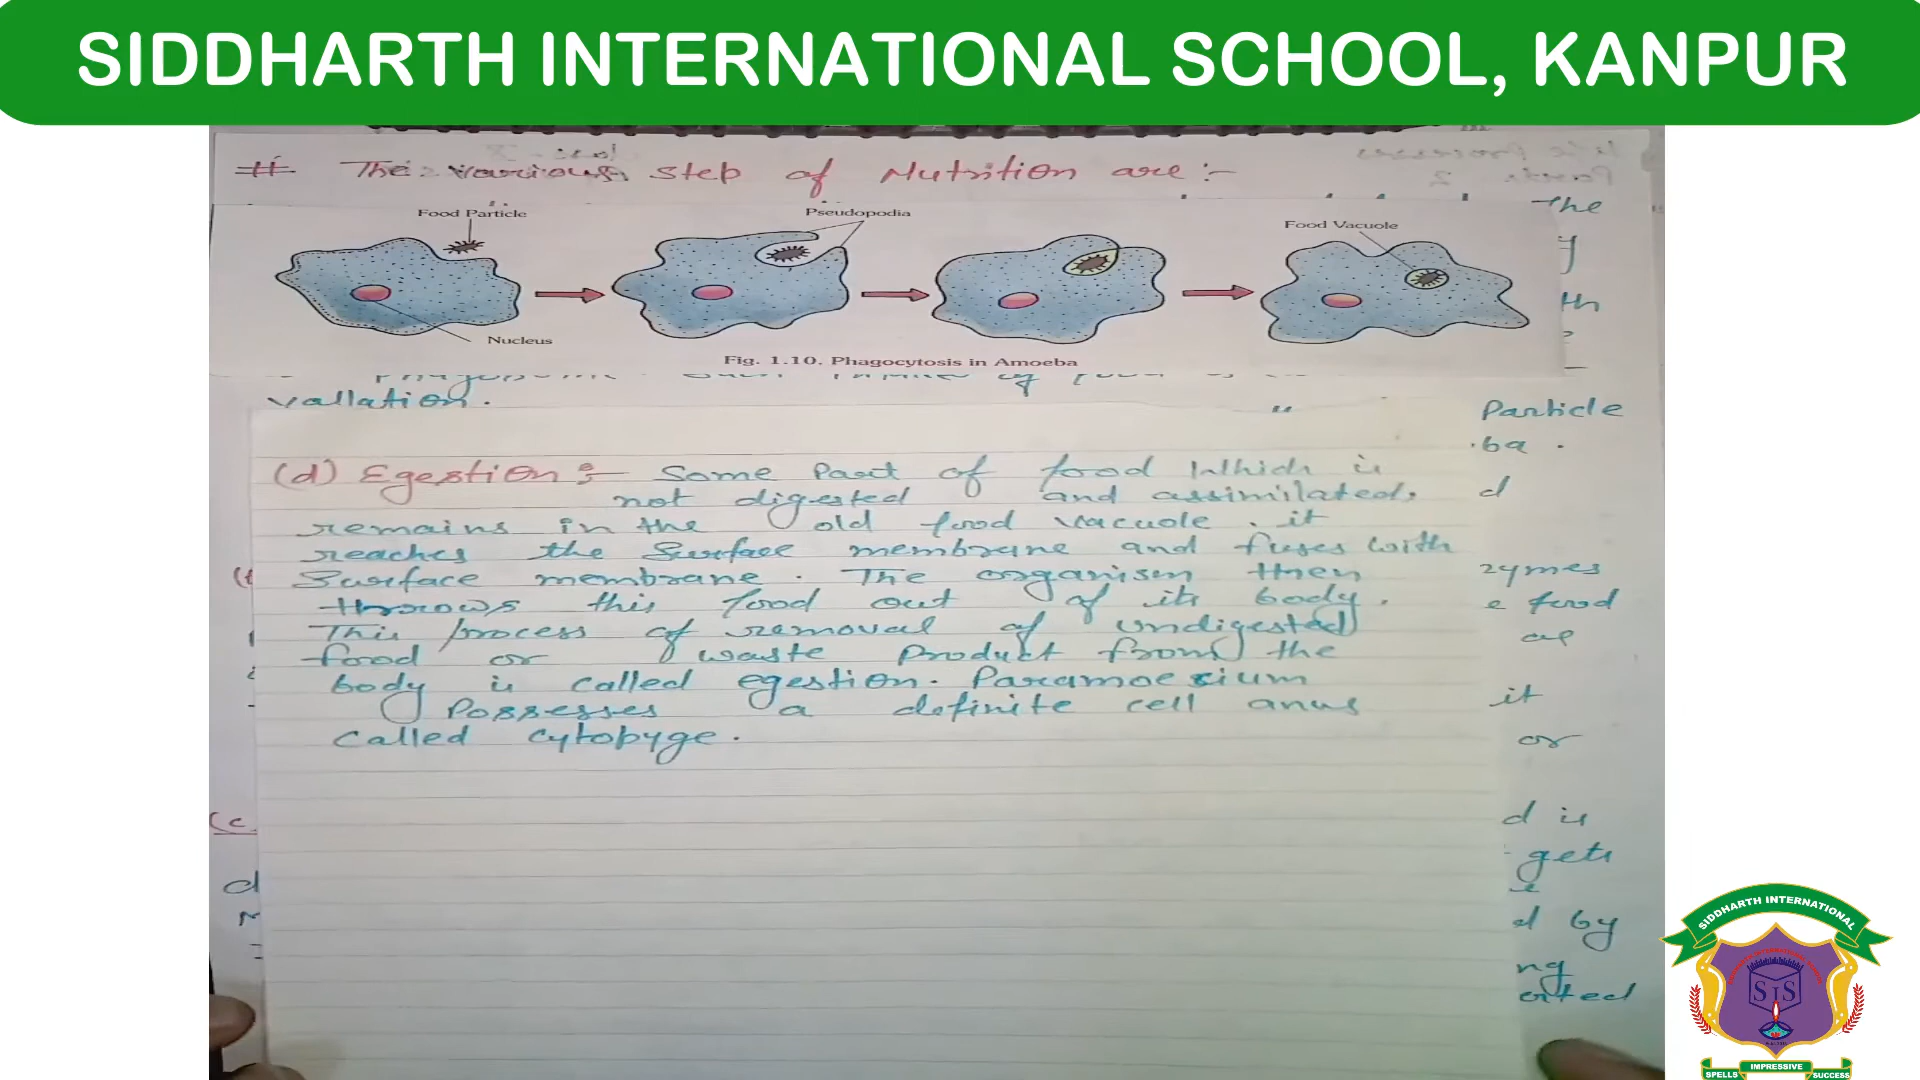 SIDDHARTH INTERNATIONAL SCHOOL, KANPUR
# The various step of Nutrition are :-
The
Food Particle
Pseudopodia
Food Vacuole
Nucleus
Fig. 1.10. Phagocytosis in Amoeba
vallation.
Particle
(d) Egestion :- Some Part of food Which is
not digested and assimilated,
remains in the old food vacuole . it
reaches the Surface membrane and fuses with
Surface membrane . The organism then
throws this food out of its body .
This process of removal of undigested
food or waste Product from the
body is called egestion. Paramoecium
Possesses a definite cell anus
called cytopyge .
zymes
e food
it
or
(c
d is
gets
d by
SIDDHARTH INTERNATIONAL
SIS
SPELLS IMPRESSIVE SUCCESS